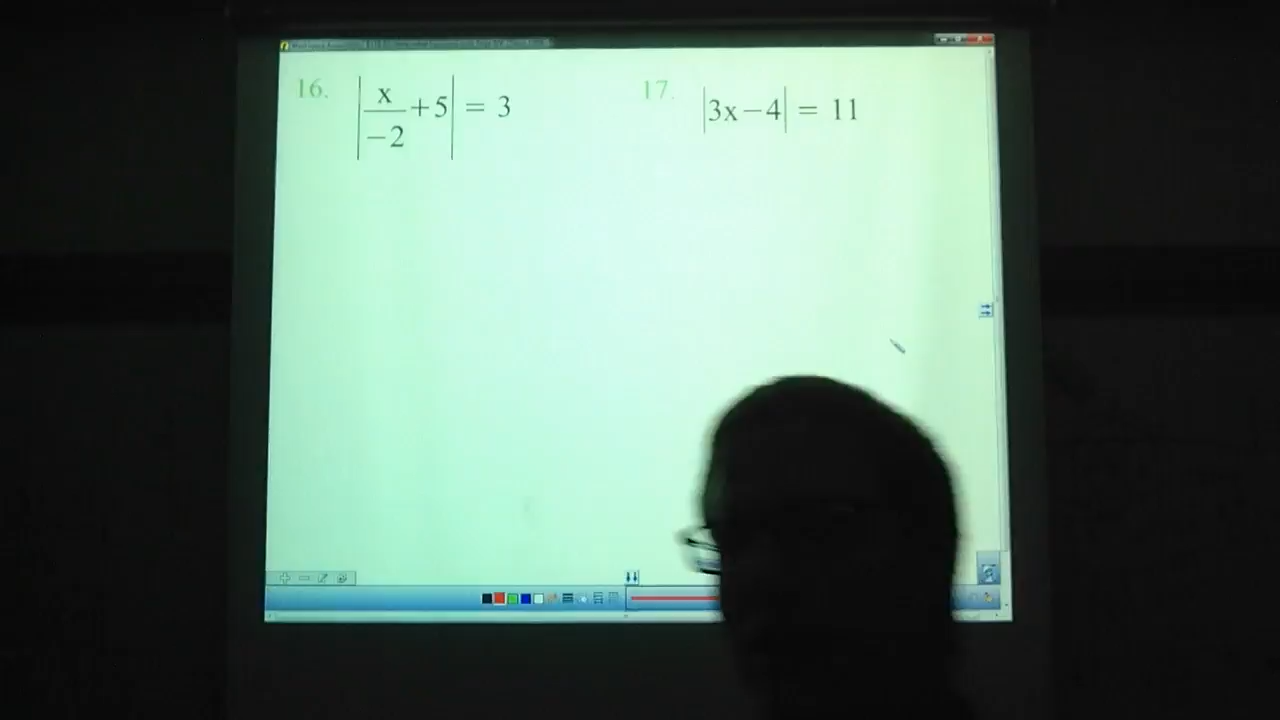 16. |x/-2 + 5| = 3
17. |3x-4| = 11